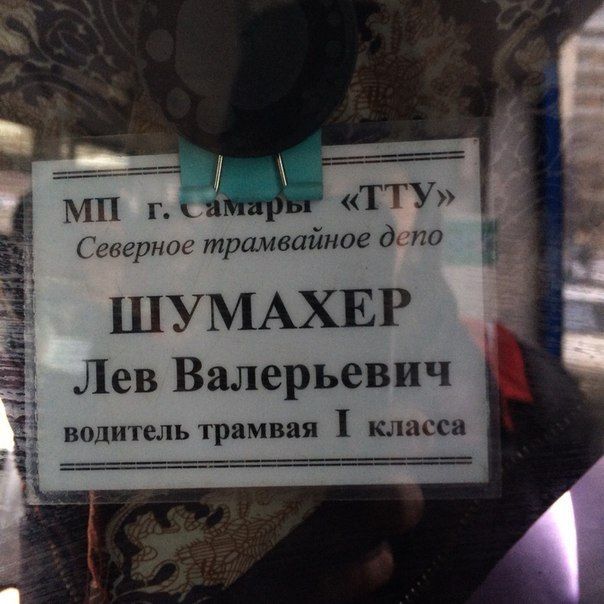 МП г. Самары «ТТУ»
Северное трамвайное депо
ШУМАХЕР
Лев Валерьевич
водитель трамвая I класса